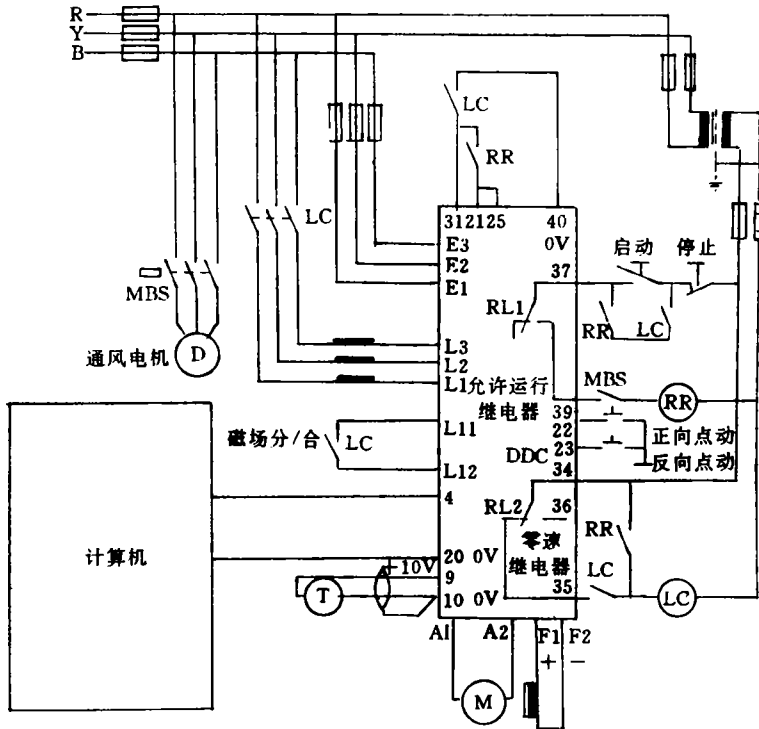 R
Y
B
LC
RR
312125
40
0V
E3
E2
E1
37
启动
停止
LC
MBS
RL1
RR
LC
通风电机
D
L3
L2
L1
允许运行
继电器
MBS
RR
39
22
23
34
正向点动
反向点动
DDC
磁场分/合
LC
L11
L12
4
RL2
36
零速
继电器
35
RR
LC
LC
计算机
20 0V
+10V
9
10 0V
T
A1
A2
F1
F2
+
−
M